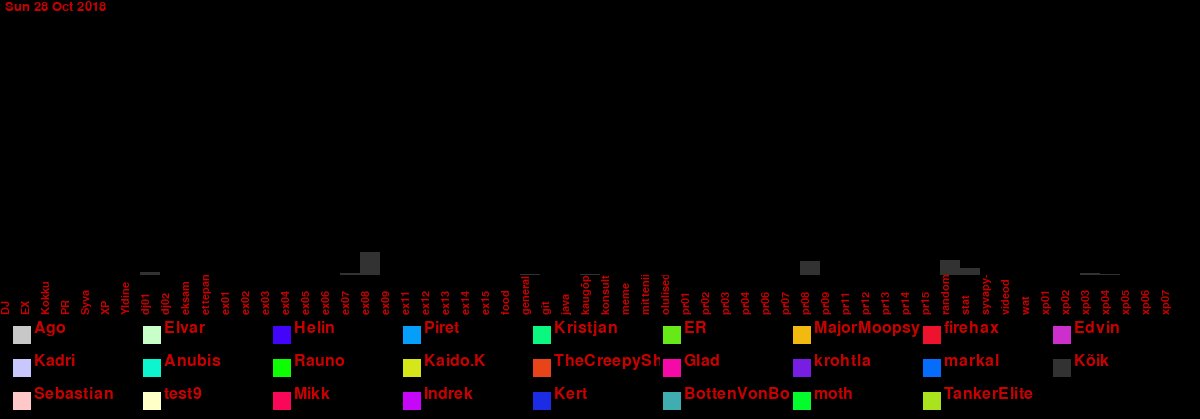 Sun 28 Oct 2018
DJ EX Kokku PR Syva XP Yldine dj01 dj02 eksam ettepan ex01 ex02 ex03 ex04 ex05 ex06 ex07 ex08 ex09 ex11 ex12 ex13 ex14 ex15 food general git java kaugõp konsult meme mittenii olulised pr01 pr02 pr03 pr04 pr06 pr07 pr08 pr09 pr11 pr12 pr13 pr14 pr15 random stat syvapy- videod wat xp01 xp02 xp03 xp04 xp05 xp06 xp07
Ago Elvar Helin Piret Kristjan ER MajorMoopsy firehax Edvin
Kadri Anubis Rauno Kaido.K TheCreepySh Glad krohtla markal Kõik
Sebastian test9 Mikk Indrek Kert BottenVonBo moth TankerElite